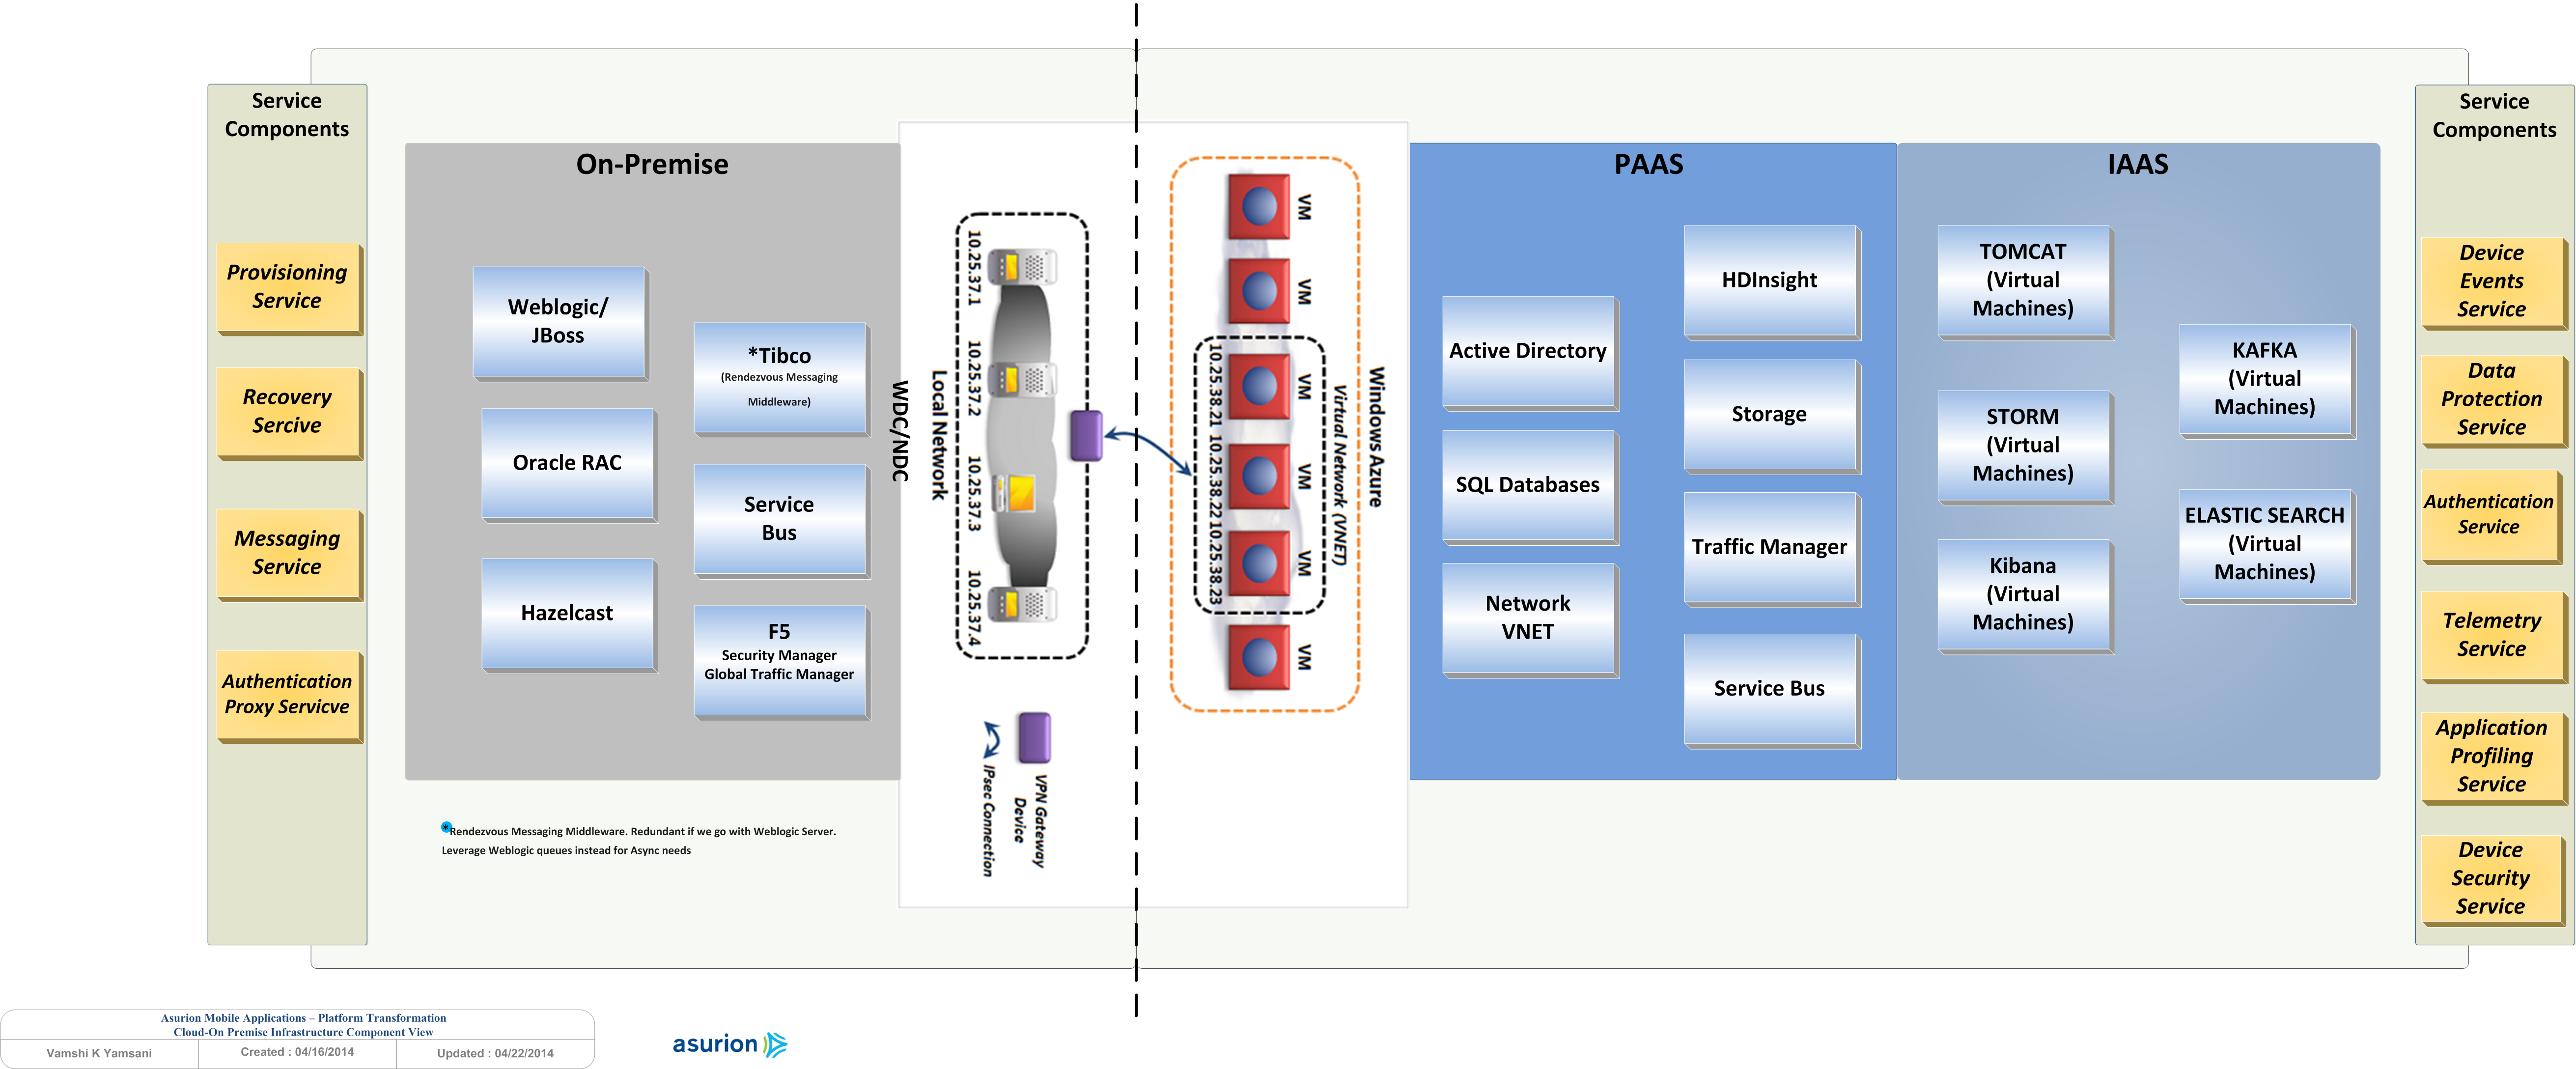 Service
Components
Provisioning
Service
Recovery
Sercive
Messaging
Service
Authentication
Proxy Servicve
On-Premise
Weblogic/
JBoss
Oracle RAC
Hazelcast
*Tibco
(Rendezvous Messaging
Middleware)
Service
Bus
F5
Security Manager
Global Traffic Manager
*Rendezvous Messaging Middleware. Redundant if we go with Weblogic Server.
Leverage Weblogic queues instead for Async needs
WDC/NDC
Local Network
10.25.37.1
10.25.37.2
10.25.37.3
10.25.37.4
IPsec Connection
VPN Gateway
Device
10.25.38.21
10.25.38.22
10.25.38.23
VM
VM
VM
VM
VM
VM
Virtual Network (VNET)
Windows Azure
PAAS
Active Directory
SQL Databases
Network
VNET
HDInsight
Storage
Traffic Manager
Service Bus
IAAS
TOMCAT
(Virtual
Machines)
STORM
(Virtual
Machines)
Kibana
(Virtual
Machines)
KAFKA
(Virtual
Machines)
ELASTIC SEARCH
(Virtual
Machines)
Service
Components
Device
Events
Service
Data
Protection
Service
Authentication
Service
Telemetry
Service
Application
Profiling
Service
Device
Security
Service
Asurion Mobile Applications – Platform Transformation
Cloud-On Premise Infrastructure Component View
Vamshi K Yamsani
Created : 04/16/2014
Updated : 04/22/2014
asurion